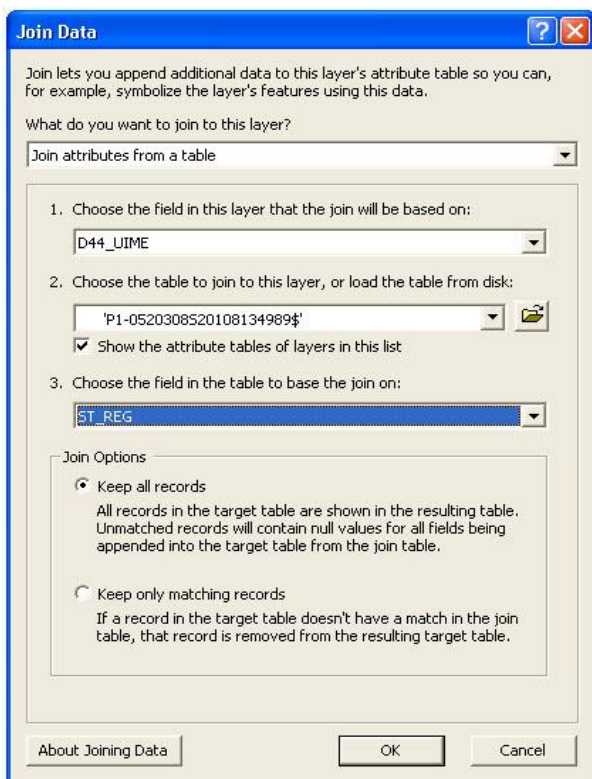 Join Data
Join lets you append additional data to this layer's attribute table so you can,
for example, symbolize the layer's features using this data.
What do you want to join to this layer?
Join attributes from a table
1. Choose the field in this layer that the join will be based on:
D44_UIME
2. Choose the table to join to this layer, or load the table from disk:
'P1-0520308S20108134989$'
Show the attribute tables of layers in this list
3. Choose the field in the table to base the join on:
ST_REG
Join Options
Keep all records
All records in the target table are shown in the resulting table.
Unmatched records will contain null values for all fields being
appended into the target table from the join table.
Keep only matching records
If a record in the target table doesn't have a match in the join
table, that record is removed from the resulting target table.
About Joining Data
OK
Cancel